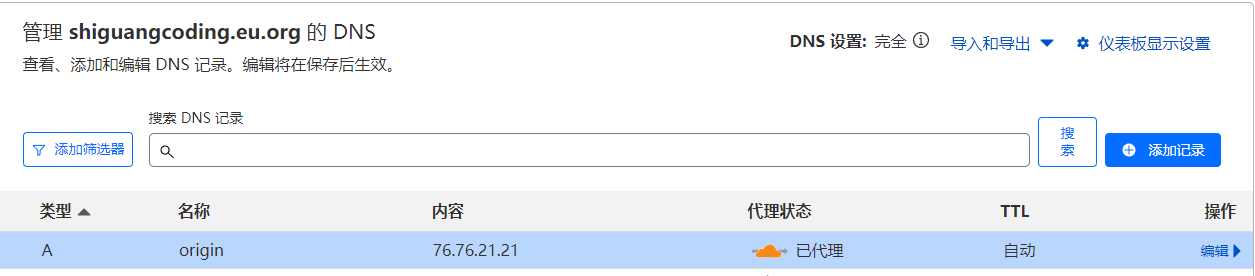 管理 shiguangcoding.eu.org 的 DNS
查看、添加和编辑 DNS 记录。编辑将在保存后生效。
DNS 设置: 完全 导入和导出 仪表板显示设置
搜索 DNS 记录
添加筛选器 搜索 添加记录
类型 名称 内容 代理状态 TTL 操作
A origin 76.76.21.21 已代理 自动 编辑